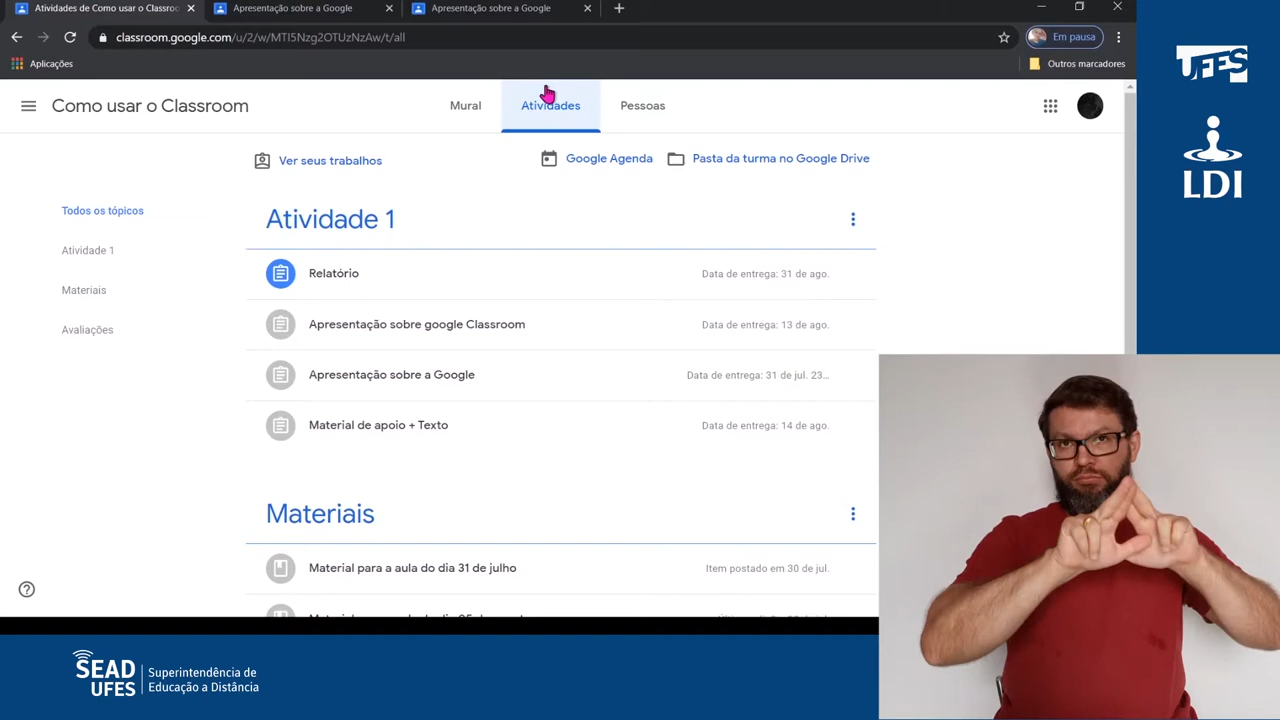 Atividades de Como usar o Classro
Apresentação sobre a Google
Apresentação sobre a Google
classroom.google.com/u/2/w/MTI5Nzg2OTUzNzAw/t/all
Em pausa
Aplicações
Outros marcadores
Como usar o Classroom
Mural
Atividades
Pessoas
Ver seus trabalhos
Google Agenda
Pasta da turma no Google Drive
Todos os tópicos
Atividade 1
Materiais
Avaliações
Atividade 1
Relatório
Data de entrega: 31 de ago.
Apresentação sobre google Classroom
Data de entrega: 13 de ago.
Apresentação sobre a Google
Data de entrega: 31 de jul. 23...
Material de apoio + Texto
Data de entrega: 14 de ago.
Materiais
Material para a aula do dia 31 de julho
Item postado em 30 de jul.
UFES
LDI
SEAD
UFES
Superintendência de
Educação a Distância